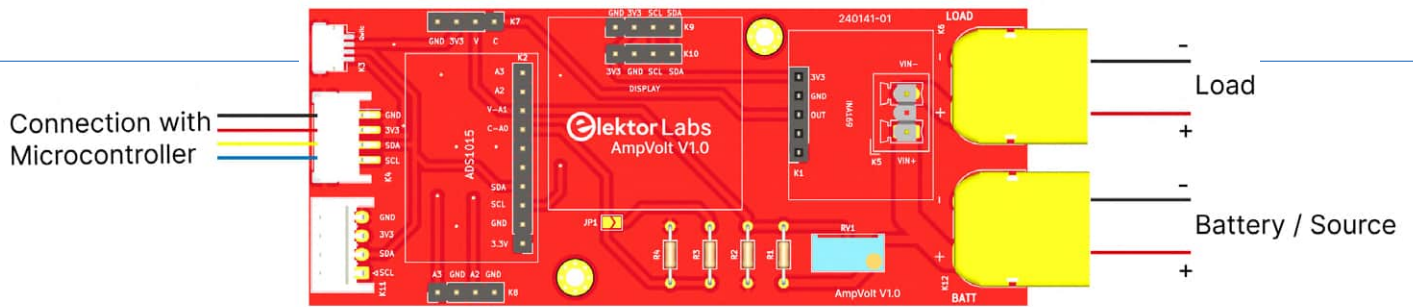 Connection with
Microcontroller
Qwiic
K3
GND 3V3 V C
K7
K2
A3
A2
V-A1
C-A0
SDA
SCL
GND
3.3V
ADS1015
GND
3V3
SDA
SCL
K4
GND
3V3
SDA
SCL
K11
A3 GND A2 GND
K8
GND 3V3 SCL SDA
K9
K10
3V3 GND SCL SDA
DISPLAY
elektor Labs
AmpVolt V1.0
JP1
R4
R3
R2
R1
RV1
AmpVolt V1.0
240141-01
3V3
GND
OUT
K1
INA169
VIN-
K5
VIN+
LOAD
K6
-
+
-
+
K12
BATT
-
Load
+
-
Battery / Source
+